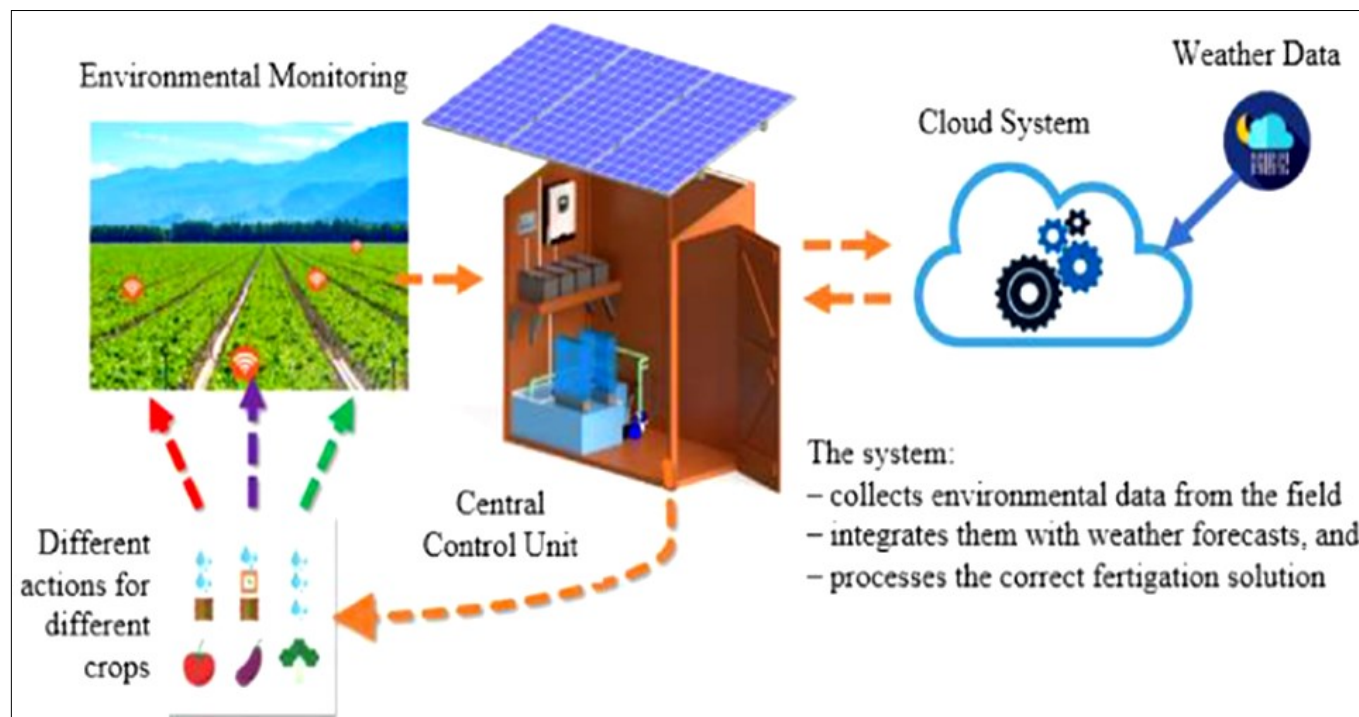 Environmental Monitoring
Weather Data
Cloud System
Central
Control Unit
Different
actions for
different
crops
The system:
– collects environmental data from the field
– integrates them with weather forecasts, and
– processes the correct fertigation solution